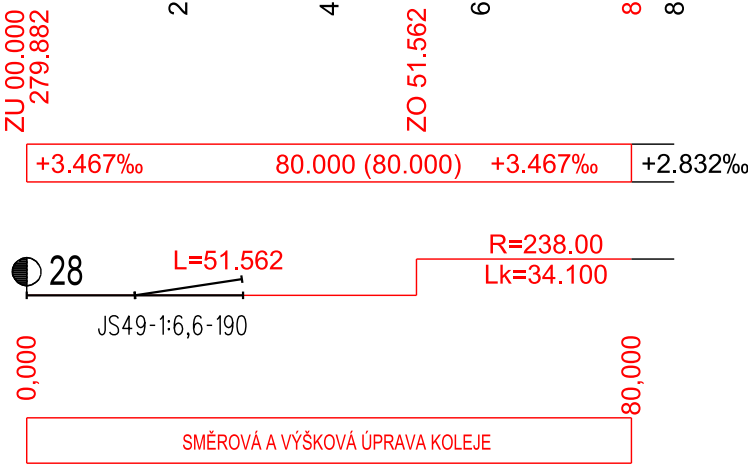 ZU 00.000
279.882
2
4
ZO 51.562
6
8
8
+3.467‰ 80.000 (80.000) +3.467‰ +2.832‰
28
L=51.562
R=238.00
Lk=34.100
JS49-1:6,6-190
0,000
80,000
SMĚROVÁ A VÝŠKOVÁ ÚPRAVA KOLEJE